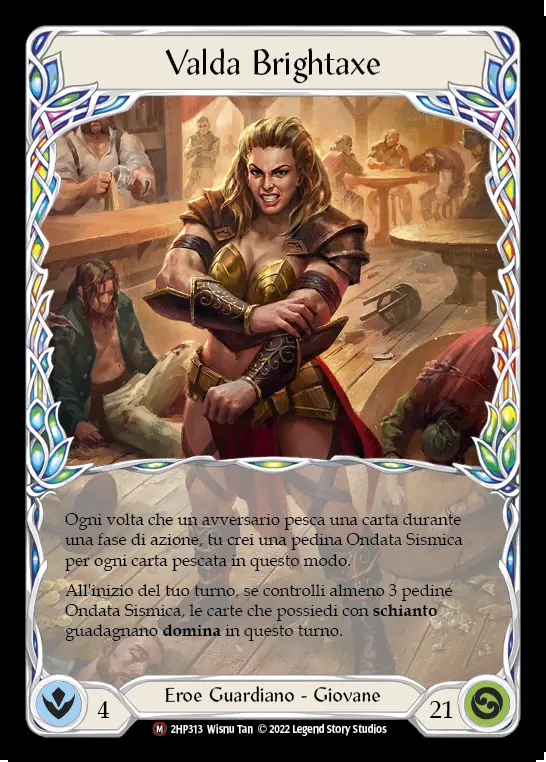 Valda Brightaxe
Ogni volta che un avversario pesca una carta durante
una fase di azione, tu crei una pedina Ondata Sismica
per ogni carta pescata in questo modo.
All'inizio del tuo turno, se controlli almeno 3 pedine
Ondata Sismica, le carte che possiedi con schianto
guadagnano domina in questo turno.
Eroe Guardiano - Giovane
4
21
M 2HP313 Wisnu Tan © 2022 Legend Story Studios